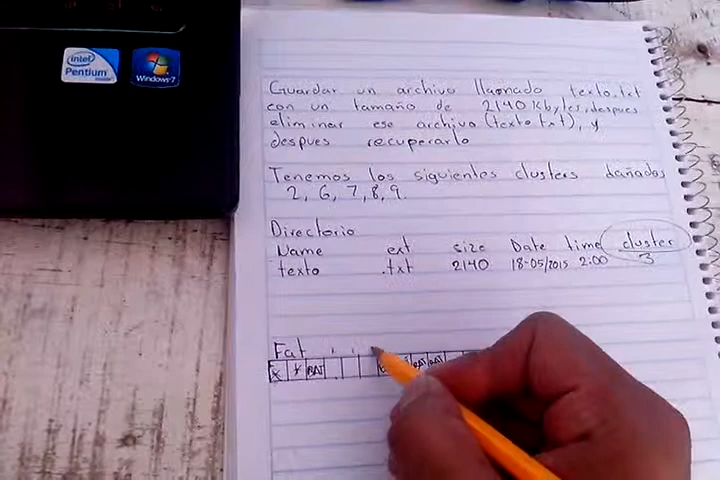 intel
Pentium
Windows 7
Guardar un archivo llamado texto.txt
con un tamaño de 2140 Kbytes, despues
eliminar ese archivo (texto.txt), y
despues recuperarlo
Tenemos los siguientes clusters dañados
2, 6, 7, 8, 9.
Directorio
Name ext size Date time cluster
texto .txt 2140 18-05/2015 2:00 3
Fat
X X BAT BAT BAT